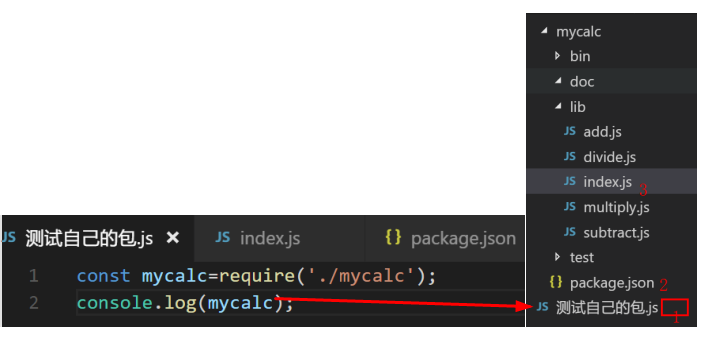 mycalc
bin
doc
lib
JS add.js
JS divide.js
JS index.js 3
JS multiply.js
JS subtract.js
test
{} package.json 2
JS 测试自己的包.js 1
JS 测试自己的包.js × JS index.js {} package.json
1 const mycalc=require('./mycalc');
2 console.log(mycalc);